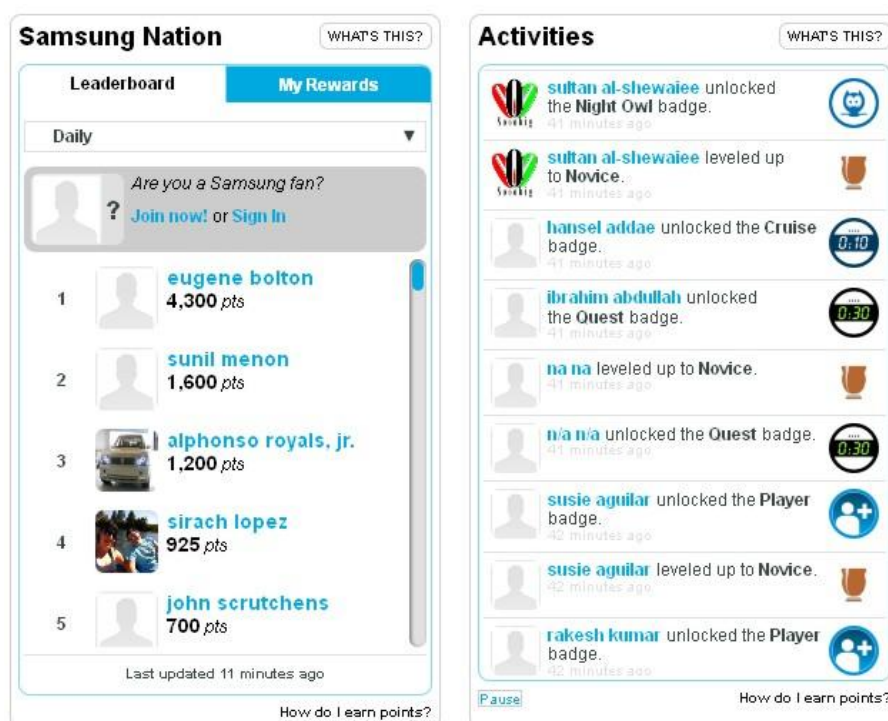 Samsung Nation
WHAT'S THIS?
Leaderboard
My Rewards
Daily
Are you a Samsung fan?
?
Join now! or Sign In
1
eugene bolton
4,300 pts
2
sunil menon
1,600 pts
3
alphonso royals, jr.
1,200 pts
4
sirach lopez
925 pts
5
john scrutchens
700 pts
Last updated 11 minutes ago
How do I earn points?
Activities
WHAT'S THIS?
sultan al-shewaiee unlocked
the Night Owl badge.
41 minutes ago
sultan al-shewaiee leveled up
to Novice.
41 minutes ago
hansel addae unlocked the Cruise
badge.
41 minutes ago
0:10
ibrahim abdullah unlocked
the Quest badge.
41 minutes ago
0:30
na na leveled up to Novice.
41 minutes ago
n/a n/a unlocked the Quest badge.
41 minutes ago
0:30
susie aguilar unlocked the Player
badge.
42 minutes ago
susie aguilar leveled up to Novice.
42 minutes ago
rakesh kumar unlocked the Player
badge.
42 minutes ago
Pause
How do I earn points?